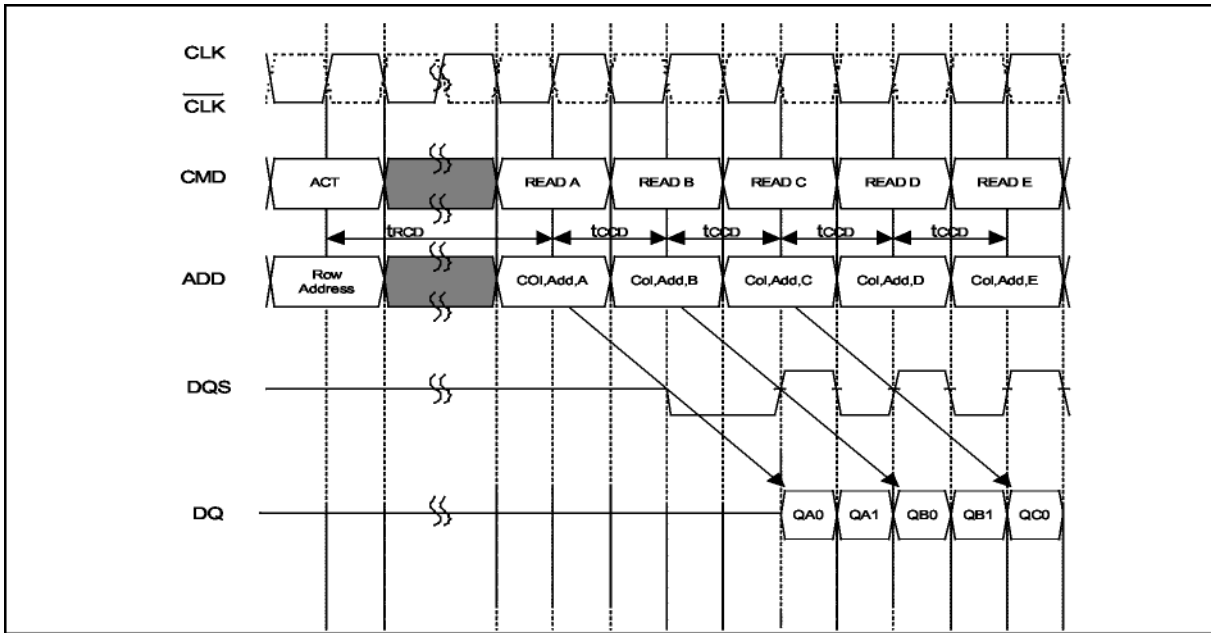 CLK
CLK
CMD
ACT
READ A
READ B
READ C
READ D
READ E
tRCD
tCCD
tCCD
tCCD
tCCD
ADD
Row
Address
COl,Add,A
Col,Add,B
Col,Add,C
Col,Add,D
Col,Add,E
DQS
DQ
QA0
QA1
QB0
QB1
QC0